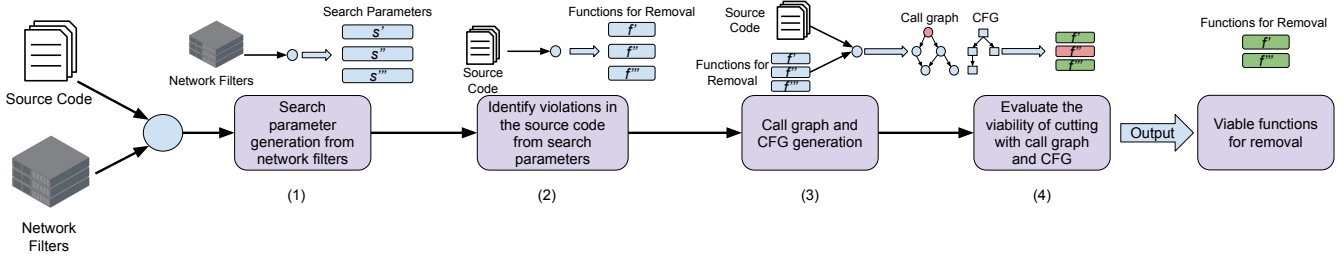 Source Code
Network
Filters
Network Filters
Search Parameters
s'
s''
s'''
Search
parameter
generation from
network filters
(1)
Source
Code
Functions for Removal
f'
f''
f'''
Identify violations in
the source code
from search
parameters
(2)
Source
Code
Functions for
Removal
f'
f''
f'''
Call graph
CFG
Call graph and
CFG generation
(3)
f'
f''
f'''
Evaluate the
viability of cutting
with call graph
and CFG
(4)
Output
Functions for Removal
f'
f'''
Viable functions
for removal